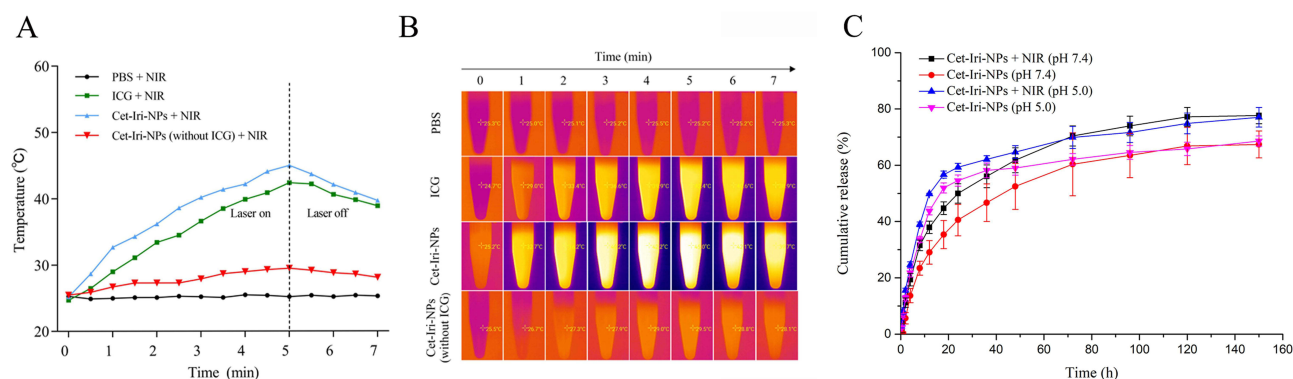 A
Temperature (℃)
60
50
40
30
20
PBS + NIR
ICG + NIR
Cet-Iri-NPs + NIR
Cet-Iri-NPs (without ICG) + NIR
Laser on
Laser off
0 1 2 3 4 5 6 7
Time (min)
B
Time (min)
0 1 2 3 4 5 6 7
PBS
ICG
Cet-Iri-NPs
Cet-Iri-NPs
(without ICG)
C
Cumulative release (%)
100
80
60
40
20
0
Cet-Iri-NPs + NIR (pH 7.4)
Cet-Iri-NPs (pH 7.4)
Cet-Iri-NPs + NIR (pH 5.0)
Cet-Iri-NPs (pH 5.0)
0 20 40 60 80 100 120 140 160
Time (h)